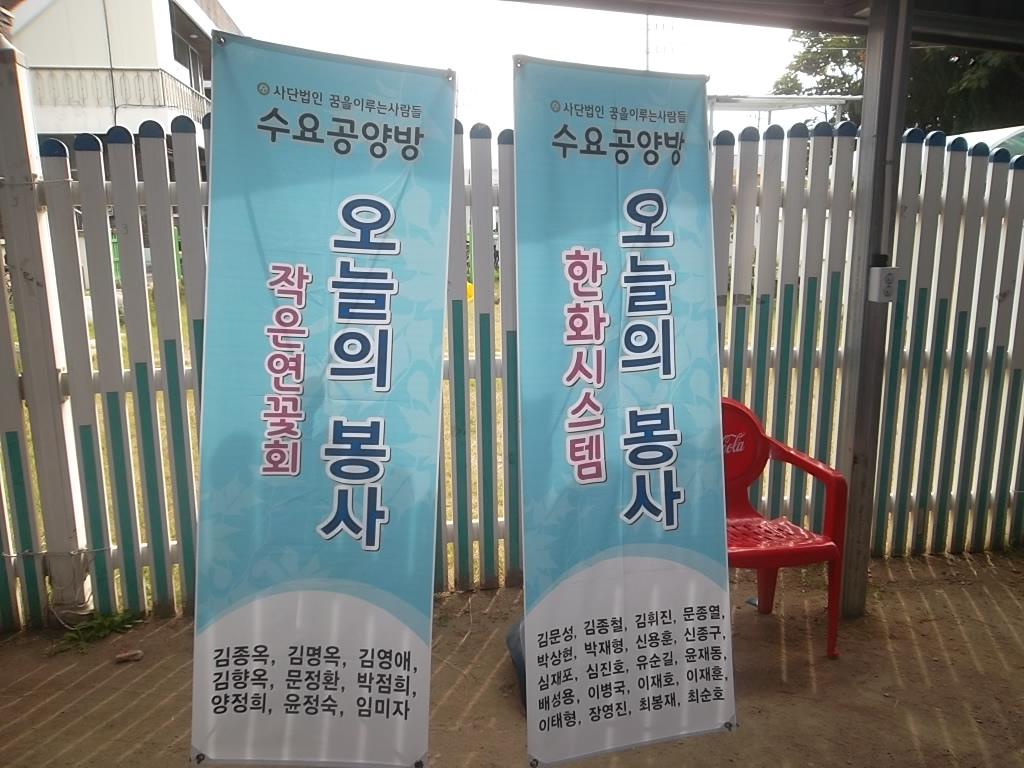 사단법인 꿈을이루는사람들
수요공양방
오늘의 봉사
작은연꽃회
김종옥, 김명옥, 김영애,
김향옥, 문정환, 박점희,
양정희, 윤정숙, 임미자
사단법인 꿈을이루는사람들
수요공양방
오늘의 봉사
한화시스템
김문성, 김종철, 김휘진, 문종열,
박상현, 박재형, 신용훈, 신종구,
심재포, 심진호, 유순길, 윤재동,
배성용, 이병국, 이재호, 이재훈,
이태형, 장영진, 최봉재, 최순호